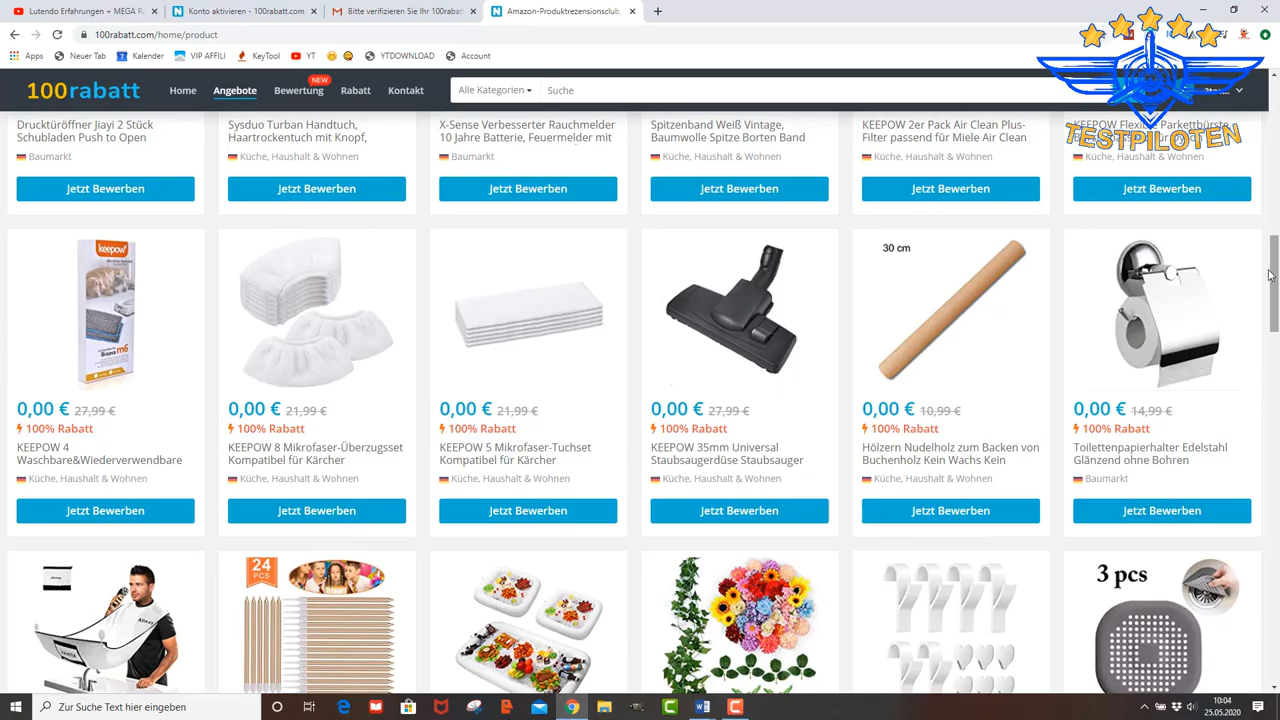 Lutendo Erfahrungen + MEGA R
Konto aktivieren - 100rabatt.com
Bitte verifizieren Sie Ihr 100rabatt
Amazon-Produktrezensionsclub,
100rabatt.com/home/product
Apps
Neuer Tab
Kalender
VIP AFFILI
KeyTool
YT
YTDOWNLOAD
Account
100rabatt
Home
Angebote
Bewertung
NEW
Rabatt
Kontakt
Alle Kategorien
Suche
TESTPILOTEN
Drucktüröffner Jiayi 2 Stück
Schubladen Push to Open
Baumarkt
Jetzt Bewerben
Sysduo Turban Handtuch,
Haartrockentuch mit Knopf,
Küche, Haushalt & Wohnen
Jetzt Bewerben
X-Sense Verbesserter Rauchmelder
10 Jahre Batterie, Feuermelder mit
Baumarkt
Jetzt Bewerben
Spitzenband Weiß Vintage,
Baumwolle Spitze Borten Band
Küche, Haushalt & Wohnen
Jetzt Bewerben
KEEPOW 2er Pack Air Clean Plus-
Filter passend für Miele Air Clean
Küche, Haushalt & Wohnen
Jetzt Bewerben
KEEPOW Flexible Parkettbürste
Küche, Haushalt & Wohnen
Jetzt Bewerben
keepow
Braava m6
0,00 € 27,99 €
100% Rabatt
KEEPOW 4
Waschbare&Wiederverwendbare
Küche, Haushalt & Wohnen
Jetzt Bewerben
0,00 € 21,99 €
100% Rabatt
KEEPOW 8 Mikrofaser-Überzugsset
Kompatibel für Kärcher
Küche, Haushalt & Wohnen
Jetzt Bewerben
0,00 € 21,99 €
100% Rabatt
KEEPOW 5 Mikrofaser-Tuchset
Kompatibel für Kärcher
Küche, Haushalt & Wohnen
Jetzt Bewerben
0,00 € 27,99 €
100% Rabatt
KEEPOW 35mm Universal
Staubsaugerdüse Staubsauger
Küche, Haushalt & Wohnen
Jetzt Bewerben
30 cm
0,00 € 10,99 €
100% Rabatt
Hölzern Nudelholz zum Backen von
Buchenholz Kein Wachs Kein
Küche, Haushalt & Wohnen
Jetzt Bewerben
0,00 € 14,99 €
100% Rabatt
Toilettenpapierhalter Edelstahl
Glänzend ohne Bohren
Baumarkt
Jetzt Bewerben
24
PCS
3 pcs
Zur Suche Text hier eingeben
10:04
25.05.2020